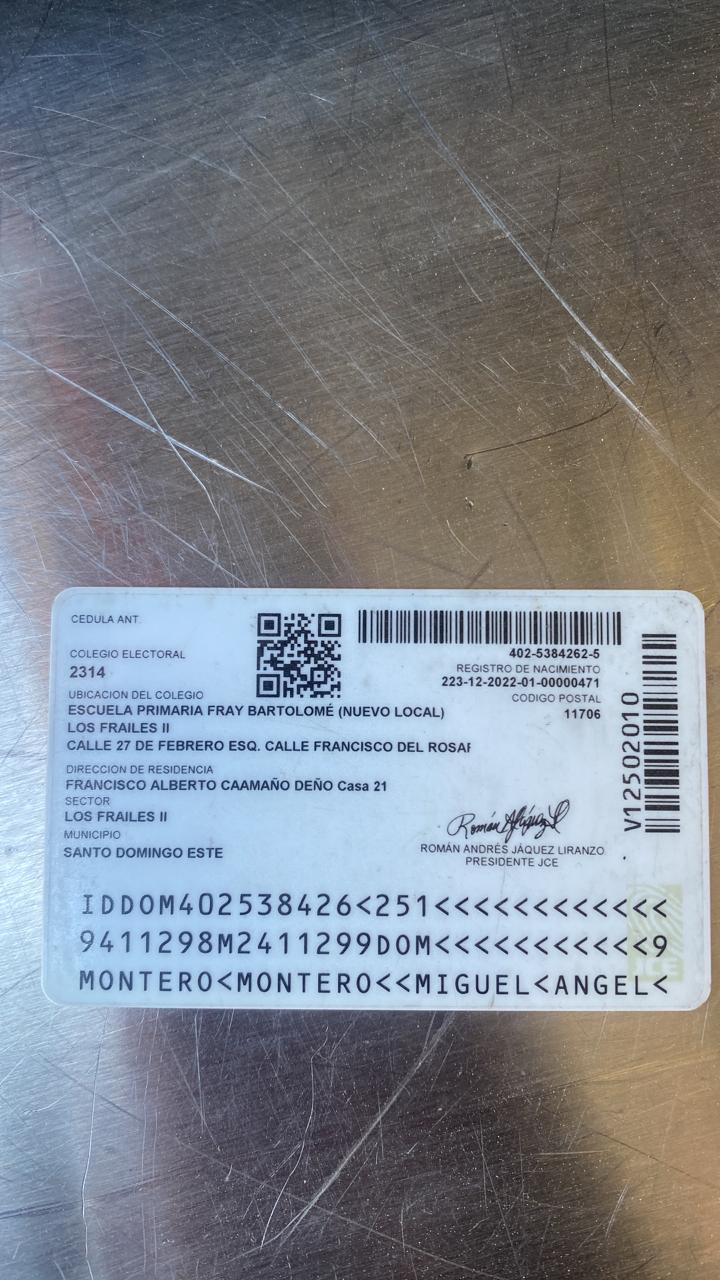 CEDULA ANT.
COLEGIO ELECTORAL
2314
UBICACION DEL COLEGIO
ESCUELA PRIMARIA FRAY BARTOLOMÉ (NUEVO LOCAL)
LOS FRAILES II
CALLE 27 DE FEBRERO ESQ. CALLE FRANCISCO DEL ROSAR
DIRECCION DE RESIDENCIA
FRANCISCO ALBERTO CAAMAÑO DEÑO Casa 21
SECTOR
LOS FRAILES II
MUNICIPIO
SANTO DOMINGO ESTE
402-5384262-5
REGISTRO DE NACIMIENTO
223-12-2022-01-00000471
CODIGO POSTAL
11706
V12502010
ROMÁN ANDRÉS JÁQUEZ LIRANZO
PRESIDENTE JCE
IDDOM402538426<251<<<<<<<<<<<<
9411298M2411299DOM<<<<<<<<<<<9
MONTERO<MONTERO<<MIGUEL<ANGEL<
JCE